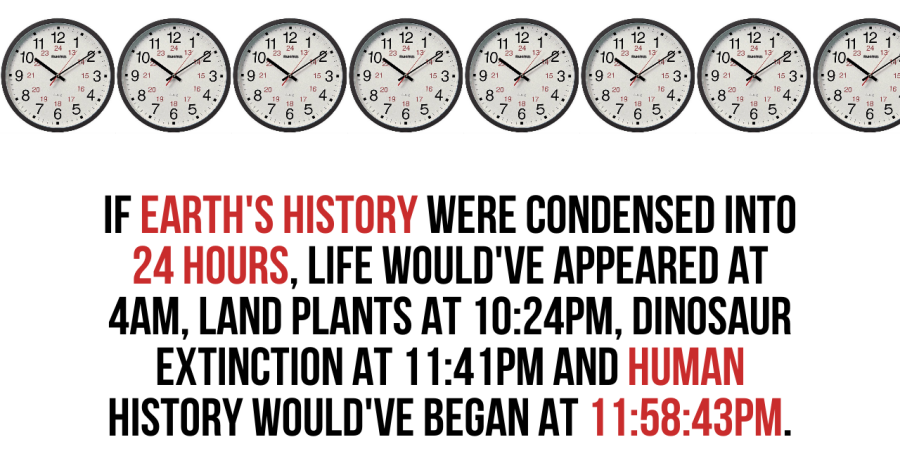 IF EARTH'S HISTORY WERE CONDENSED INTO
24 HOURS, LIFE WOULD'VE APPEARED AT
4AM, LAND PLANTS AT 10:24PM, DINOSAUR
EXTINCTION AT 11:41PM AND HUMAN
HISTORY WOULD'VE BEGAN AT 11:58:43PM.